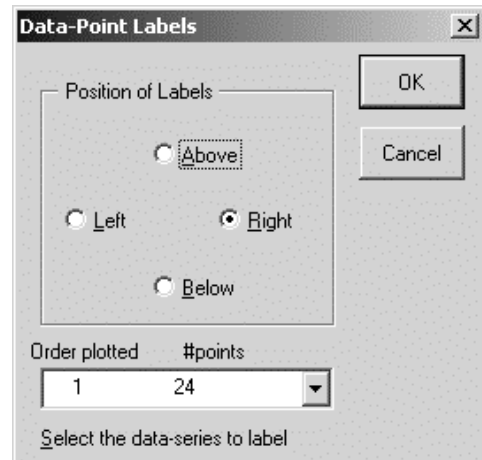 Data-Point Labels
Position of Labels
OK
Above
Cancel
Left Right
Below
Order plotted #points
1 24
Select the data-series to label